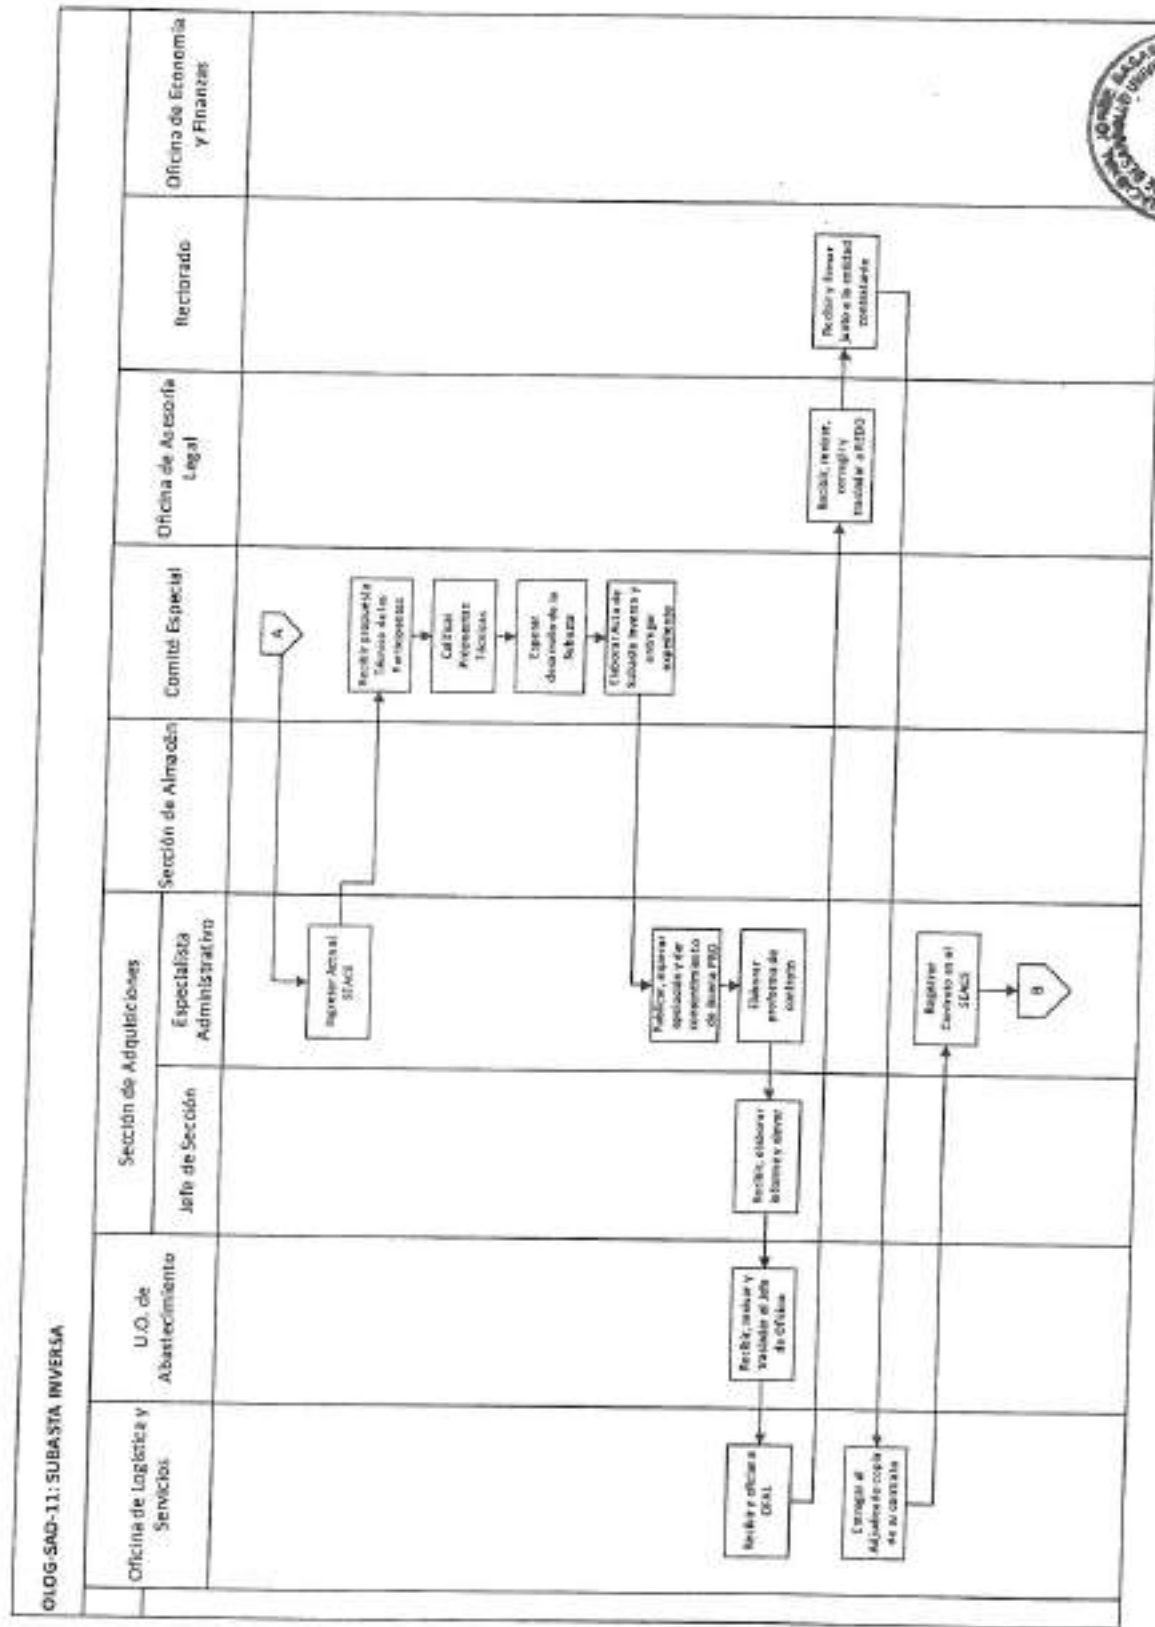 OLOG-SAD-11: SUBASTA INVERSA
Oficina de Logística y
Servicios
U.O. de
Abastecimiento
Sección de Adquisiciones
Jefe de Sección
Especialista
Administrativo
Sección de Almacén
Comité Especial
Oficina de Asesoría
Legal
Rectorado
Oficina de Economía
y Finanzas
A
Ingresar Acta al
SEACE
Recibir propuesta
Técnica de los
Participantes
Calificar
Propuestas
Técnicas
Esperar
desarrollo de la
Subasta
Elaborar Acta de
Subasta Inversa y
entregar
expediente
Publicar, esperar
apelación y dar
consentimiento
de Buena PRO
Elaborar
proforma de
contrato
Recibir, elaborar
informe y elevar
Recibir, revisar y
trasladar al Jefe
de Oficina
Recibir y oficiar a
OFAL
Recibir, revisar,
corregir y
trasladar a REDO
Recibir y firmar
junto a la entidad
contratante
Entregar al
Adjudicado copia
de su contrato
Registrar
Contrato en el
SEACE
B
JORGE BASA